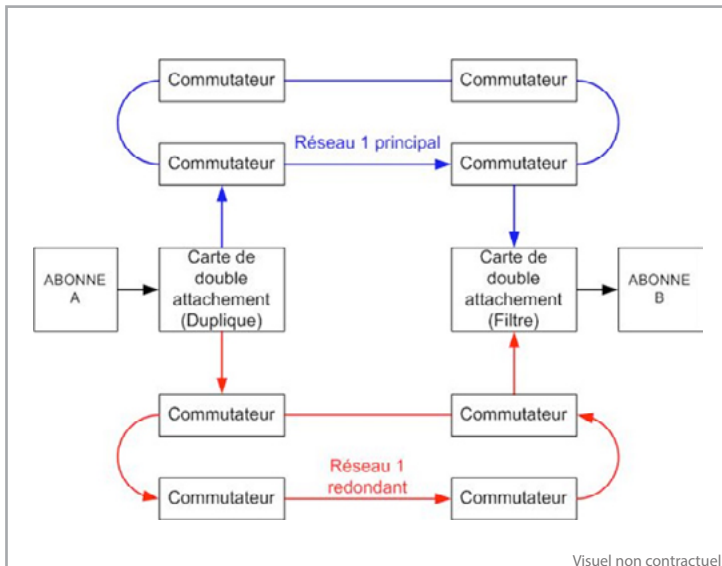 Commutateur
Commutateur
Réseau 1 principal
Commutateur
Commutateur
ABONNE
A
Carte de
double
attachement
(Duplique)
Carte de
double
attachement
(Filtre)
ABONNE
B
Commutateur
Commutateur
Réseau 1
redondant
Commutateur
Commutateur
Visuel non contractuel